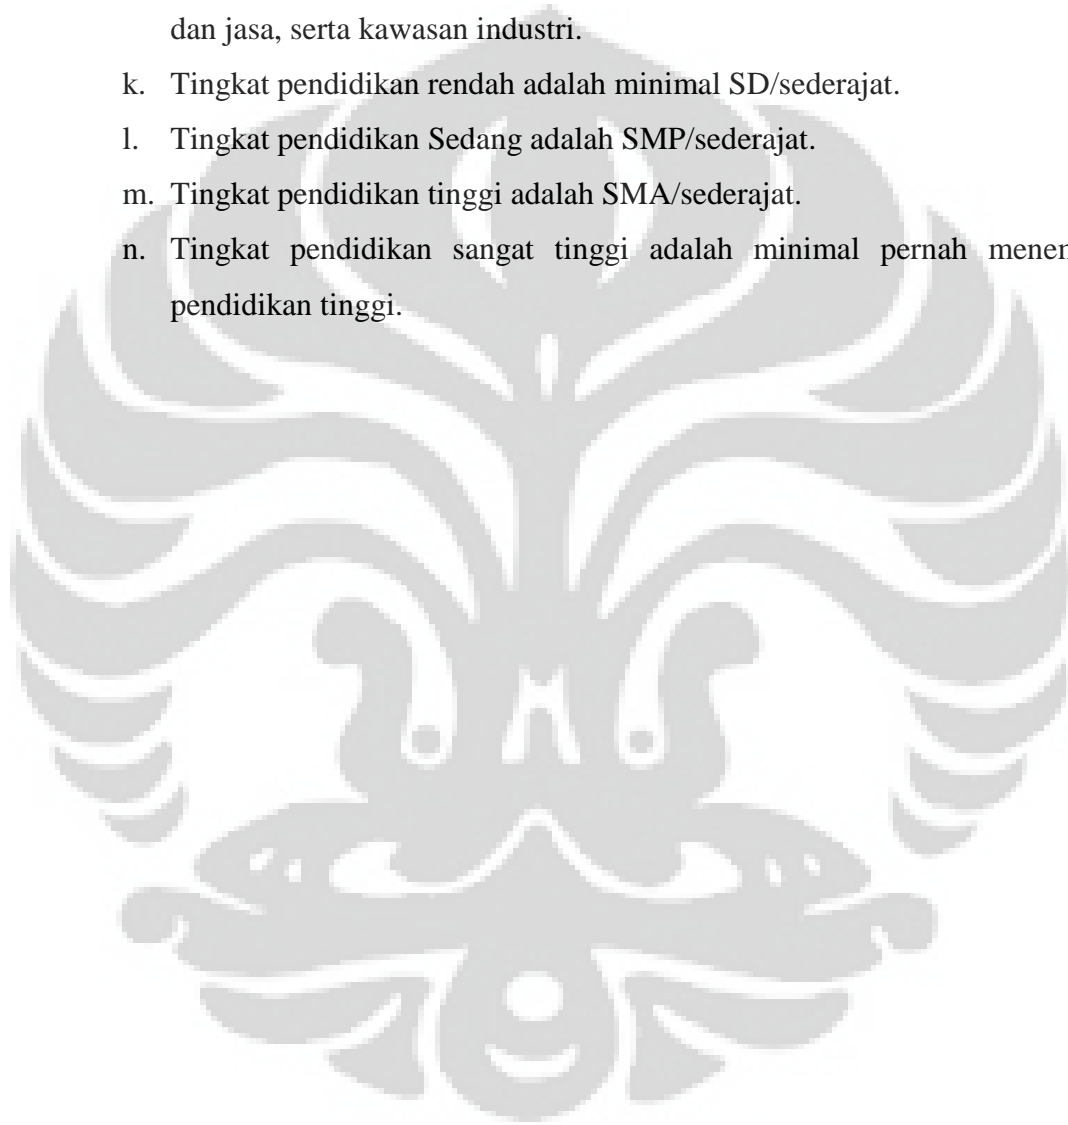 dan jasa, serta kawasan industri.
k. Tingkat pendidikan rendah adalah minimal SD/sederajat.
l. Tingkat pendidikan Sedang adalah SMP/sederajat.
m. Tingkat pendidikan tinggi adalah SMA/sederajat.
n. Tingkat pendidikan sangat tinggi adalah minimal pernah
pendidikan tinggi.